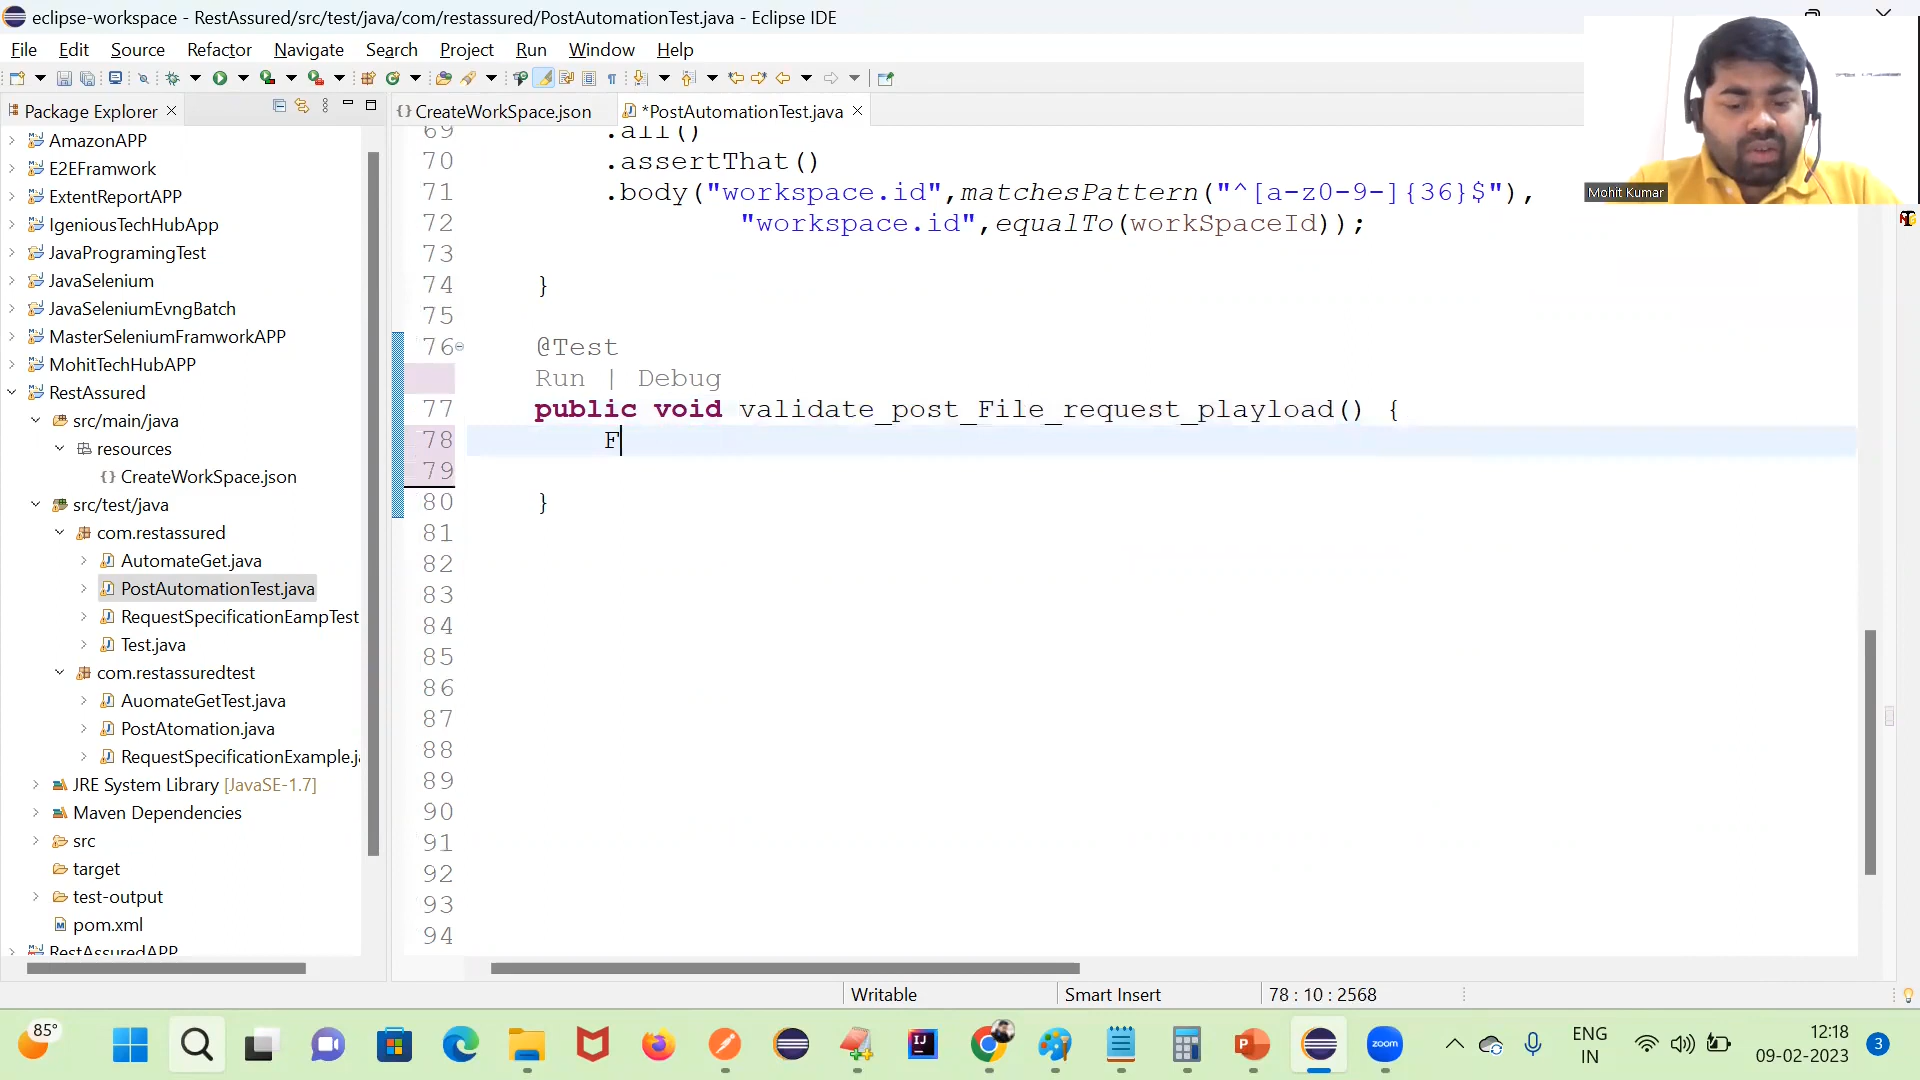 eclipse-workspace - RestAssured/src/test/java/com/restassured/PostAutomationTest.java - Eclipse IDE
File Edit Source Refactor Navigate Search Project Run Window Help
Package Explorer
CreateWorkSpace.json
*PostAutomationTest.java
AmazonAPP
E2EFramwork
ExtentReportAPP
IgeniousTechHubApp
JavaProgramingTest
JavaSelenium
JavaSeleniumEvngBatch
MasterSeleniumFramworkAPP
MohitTechHubAPP
RestAssured
src/main/java
resources
CreateWorkSpace.json
src/test/java
com.restassured
AutomateGet.java
PostAutomationTest.java
RequestSpecificationEampTest
Test.java
com.restassuredtest
AuomateGetTest.java
PostAtomation.java
RequestSpecificationExample.j
JRE System Library [JavaSE-1.7]
Maven Dependencies
src
target
test-output
pom.xml
RestAssuredAPP
69 .all()
70 .assertThat()
71 .body("workspace.id",matchesPattern("^[a-z0-9-]{36}$"),
72 "workspace.id",equalTo(workSpaceId));
73
74 }
75
76 @Test
Run | Debug
77 public void validate_post_File_request_playload() {
78 F
79
80 }
81
82
83
84
85
86
87
88
89
90
91
92
93
94
Mohit Kumar
Writable
Smart Insert
78 : 10 : 2568
85°
zoom
ENG
IN
12:18
09-02-2023
3